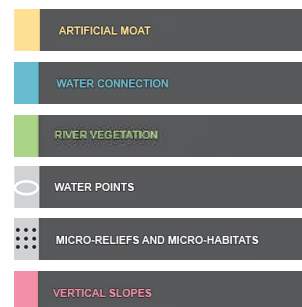 ARTIFICIAL MOAT
WATER CONNECTION
RIVER VEGETATION
WATER POINTS
MICRO-RELIEFS AND MICRO-HABITATS
VERTICAL SLOPES